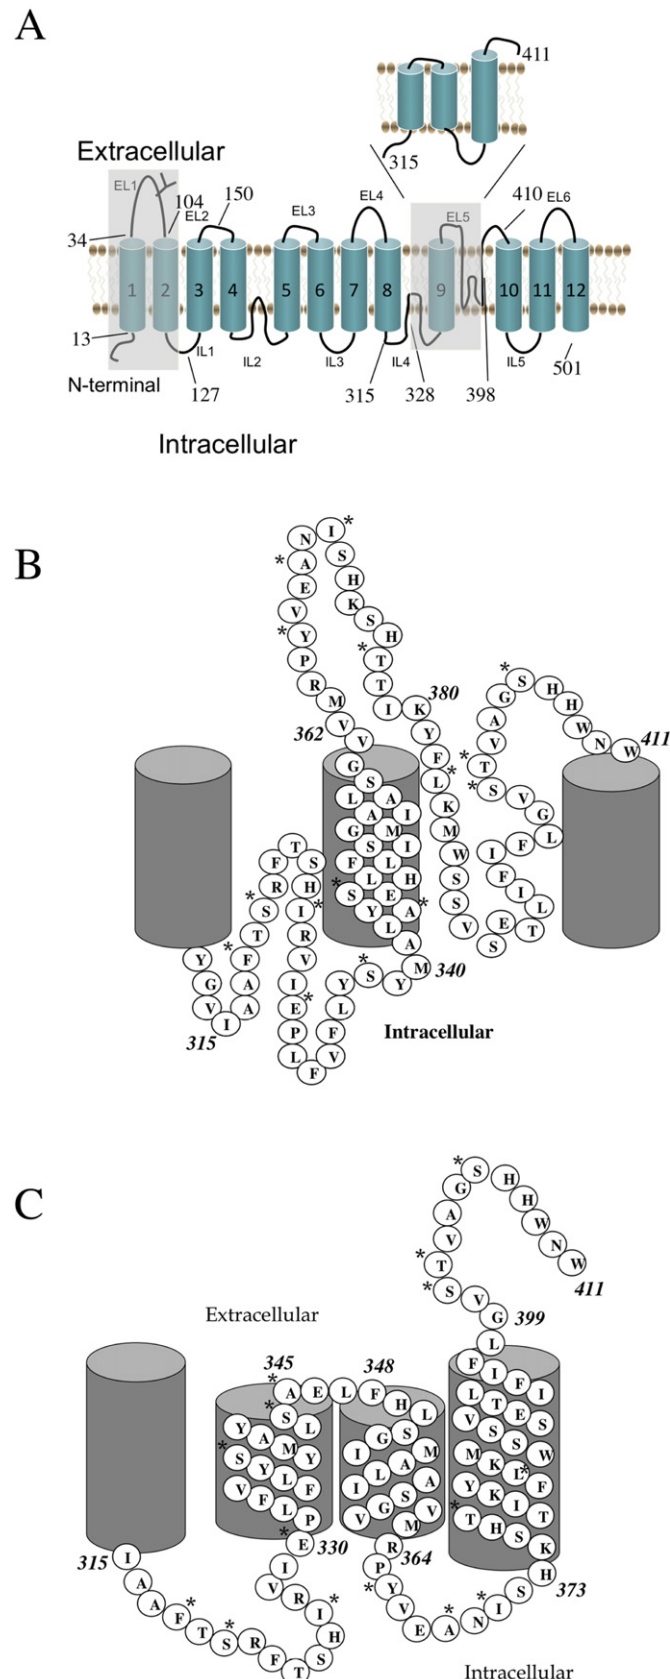 A
411
315
Extracellular
EL1
104
EL2
150
EL3
EL4
EL5
410
EL6
34
1 2 3 4 5 6 7 8 9 10 11 12
13
N-terminal
127
IL1
IL2
IL3
315
IL4
328
398
IL5
501
Intracellular
B
Y G V I A A F * T S * R F T S H I * R V I E * P L F V F L Y S * Y M
315
340
A L
Y A *
S * E
L H
F L
G S I
A M
L A I
S
G
V V M R P Y * V E A * N I * S H K S H T * T I K
362
380
Y F L * K M W S S V S E T L I F I F L G V S * T * V A G S * H H W N W
411
Intracellular
C
Extracellular
I A A F * T S * R F T S H I * R V I E *
315
330
V F L P
S * Y L F
A M Y
Y S * L
345
A * E L F H L
348
I G S
I L A M
V G S A
M V
R P Y * V E A * N I * S H
364
373
T * H S K
Y K I T
M K L * F
V S S W
L T E S
F I F I
L G V S * T * V A G S * H H W N W
399
411
Intracellular